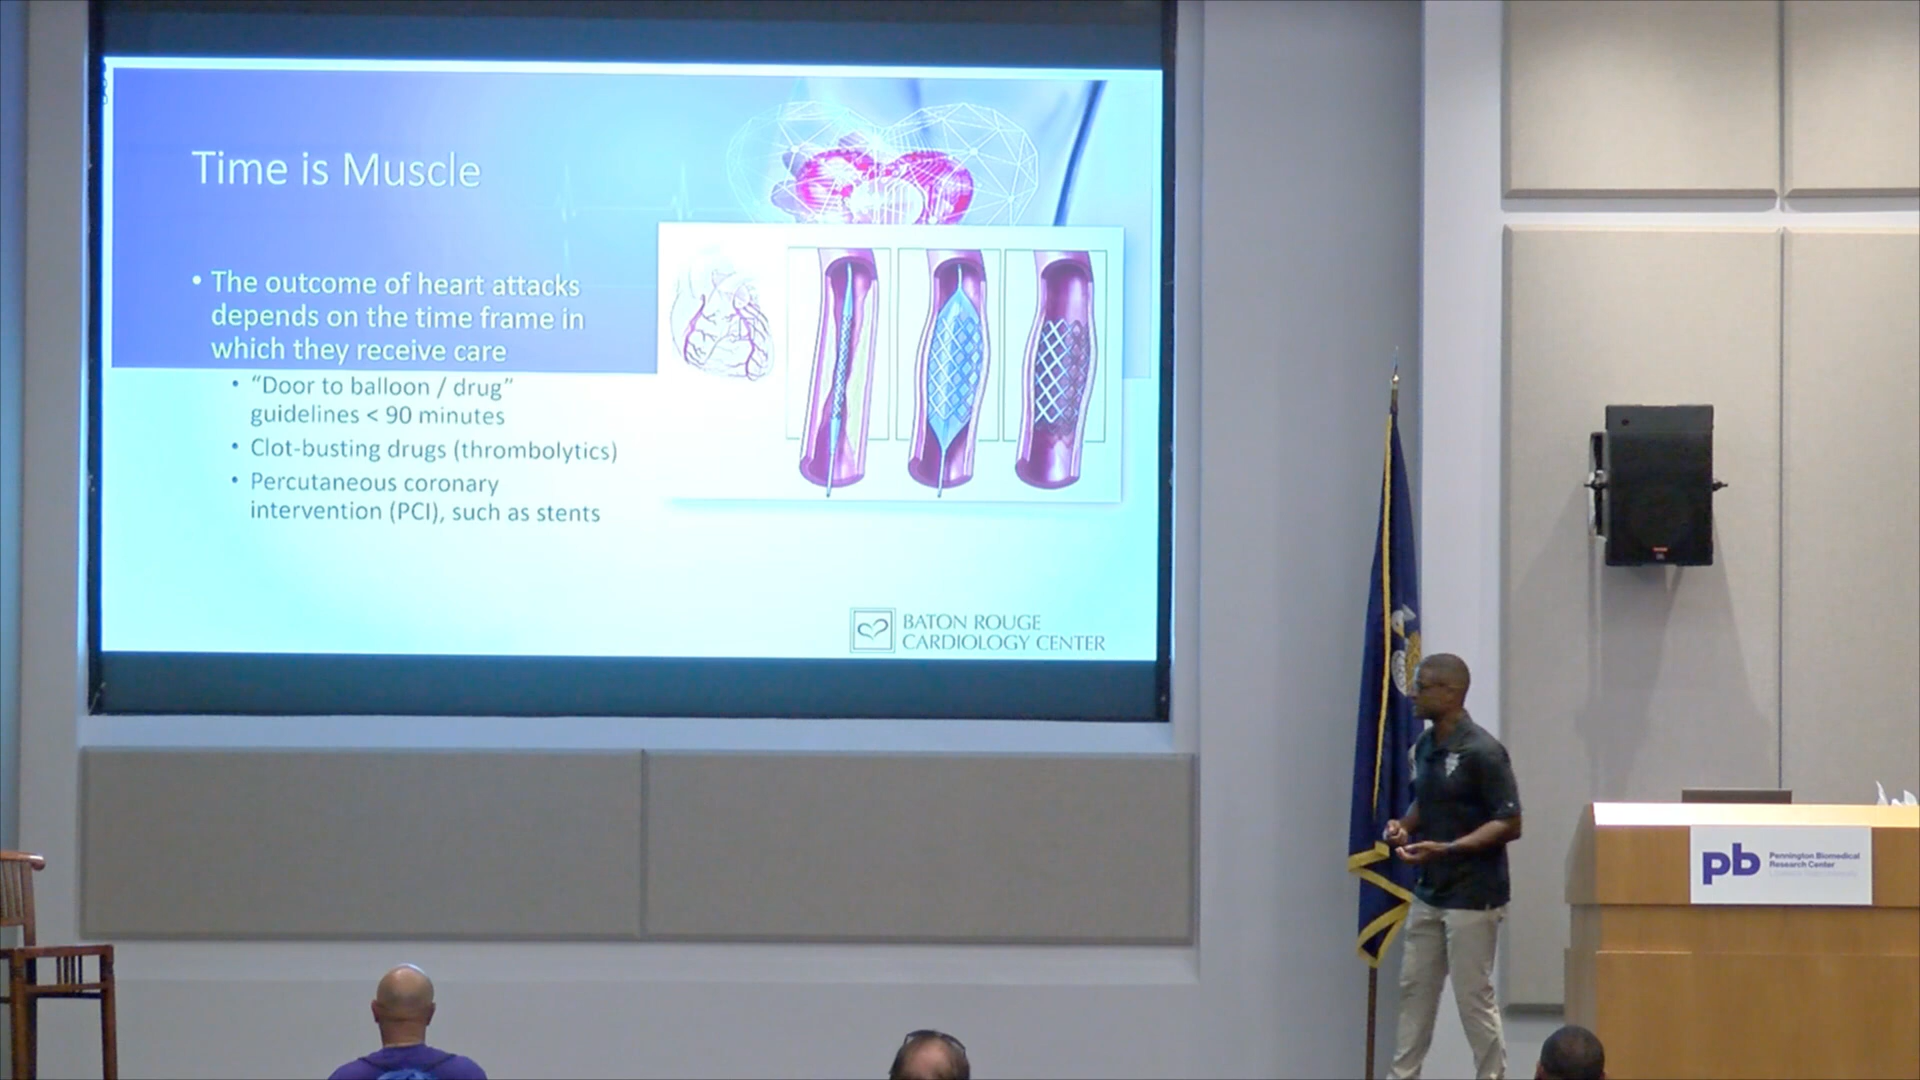 Time is Muscle
• The outcome of heart attacks
depends on the time frame in
which they receive care
• “Door to balloon / drug”
guidelines < 90 minutes
• Clot-busting drugs (thrombolytics)
• Percutaneous coronary
intervention (PCI), such as stents
BATON ROUGE
CARDIOLOGY CENTER
pb
Pennington Biomedical
Research Center